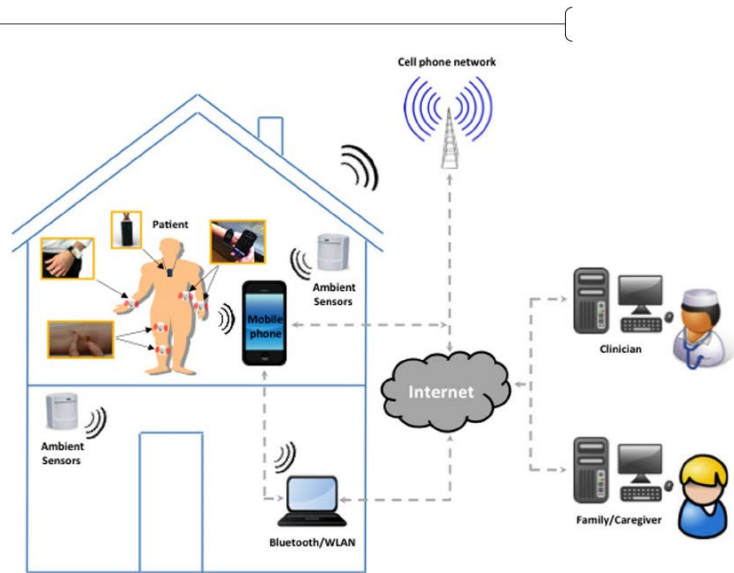 Cell phone network
Patient
Ambient
Sensors
Mobile
phone
Clinician
Internet
Ambient
Sensors
Family/Caregiver
Bluetooth/WLAN